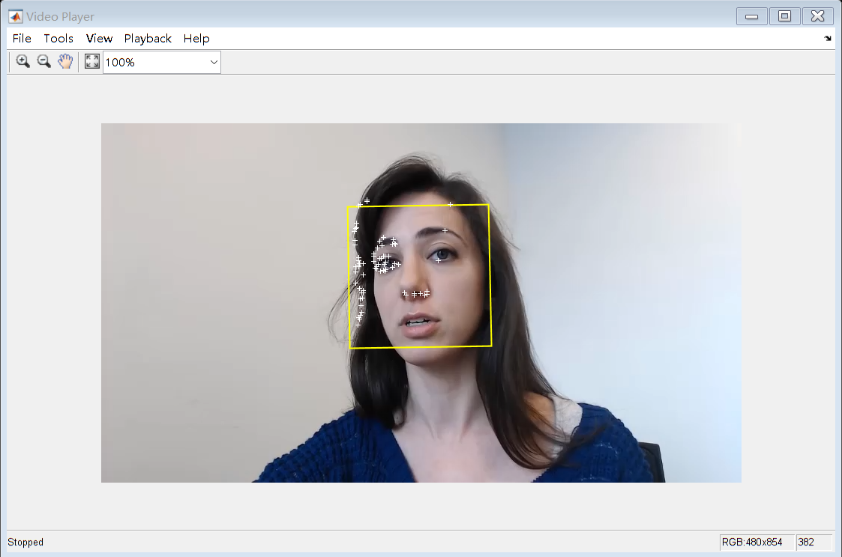 Video Player
File Tools View Playback Help
100%
Stopped RGB:480x854 382